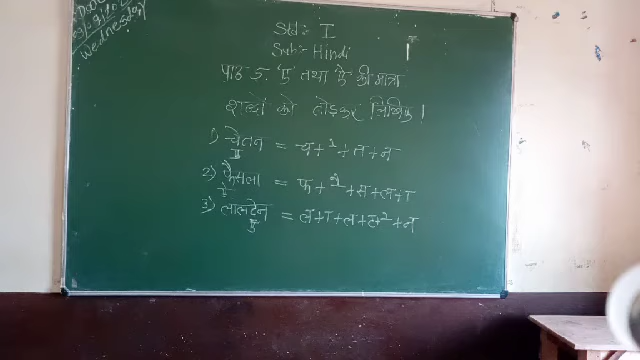 Wednesday
Std:- I
Sub:- Hindi
पाठ 5. 'ए' तथा 'ऐ' की मात्रा
शब्दों को तोड़कर लिखिए।
1) चेतन = च+े+त+न
2) फैसला = फ+ै+स+ल+ा
3) लालटेन = ल+ा+ल+ट+े+न